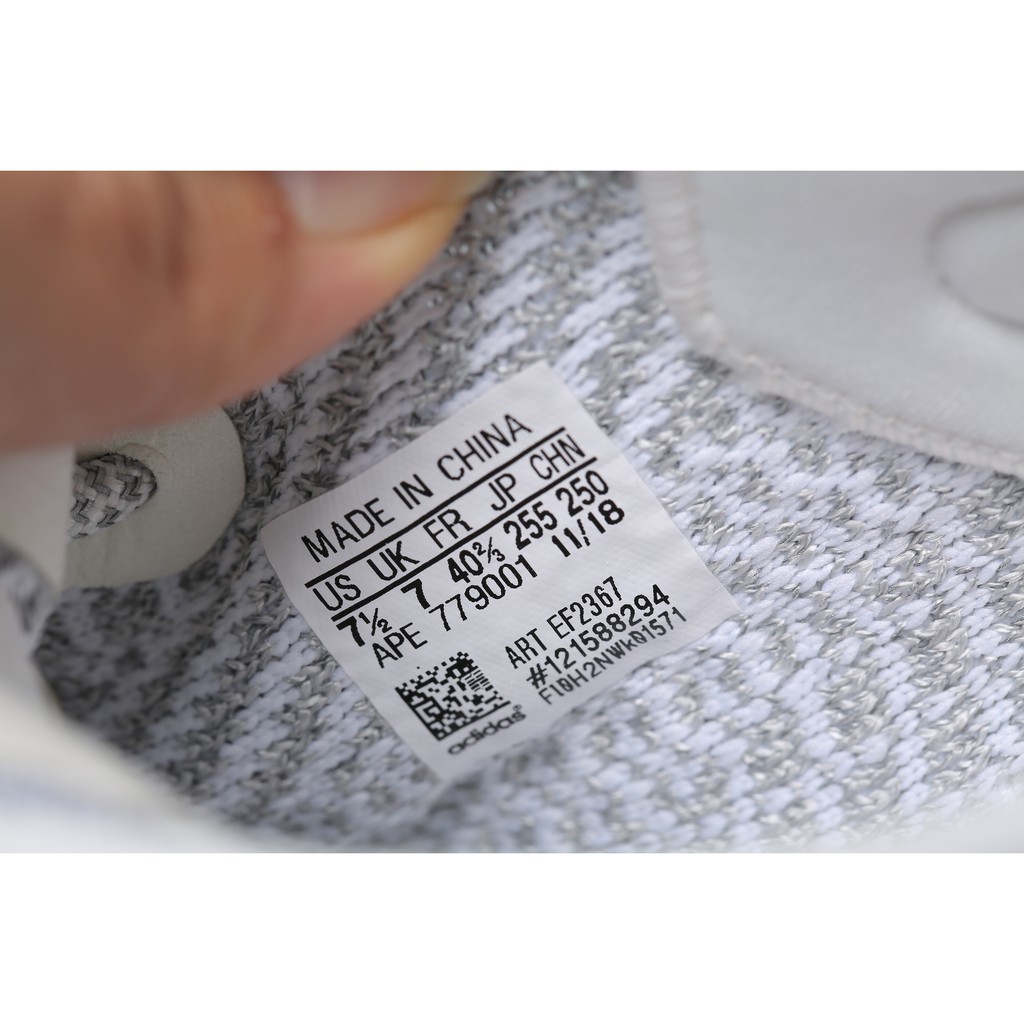 MADE IN CHINA
US UK FR JP CHN
7½ 7 40⅔ 255 250
APE 779001 11/18
ART EF2367
#121588294
F10H2NWk01571
adidas®